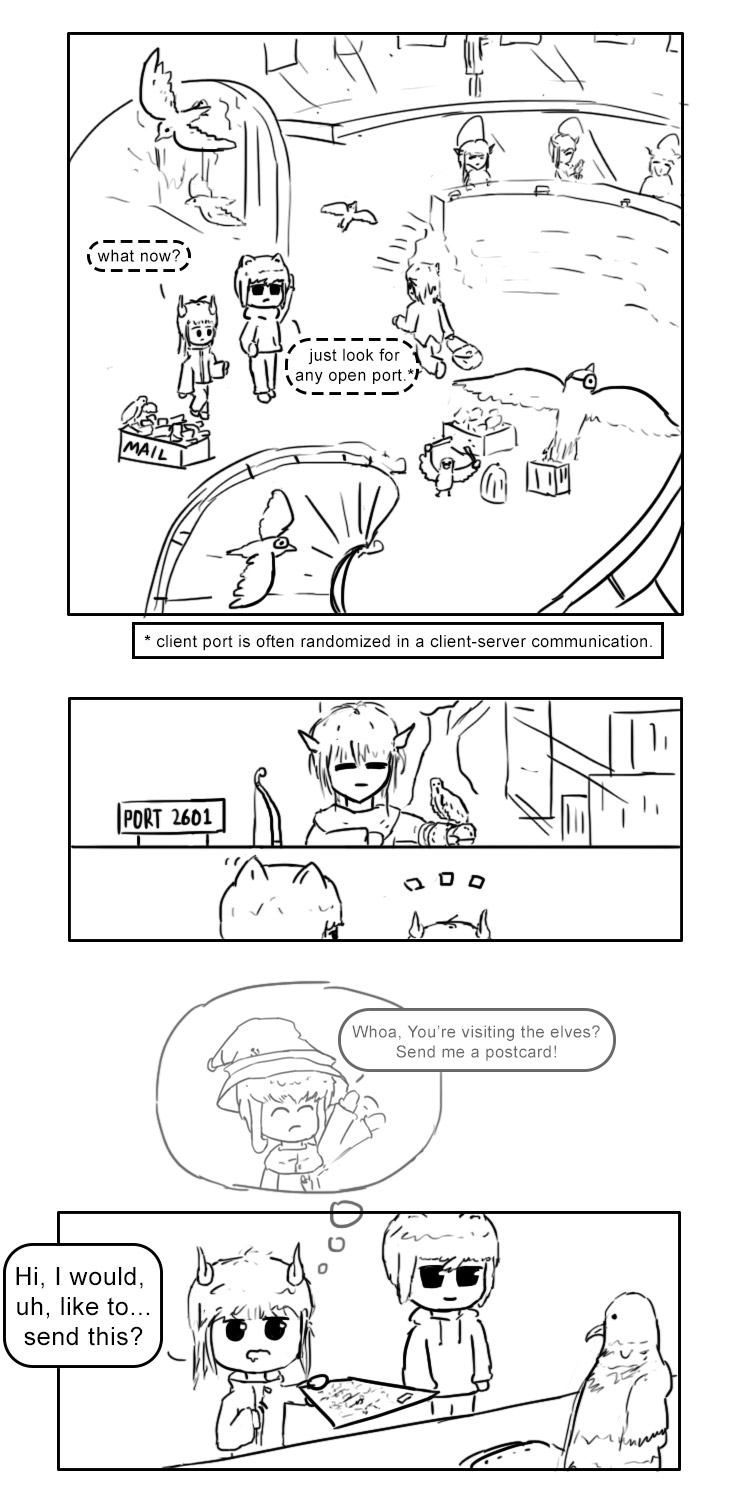 what now?
just look for
any open port.*
MAIL
* client port is often randomized in a client-server communication.
PORT 2601
Whoa, You're visiting the elves?
Send me a postcard!
Hi, I would,
uh, like to...
send this?